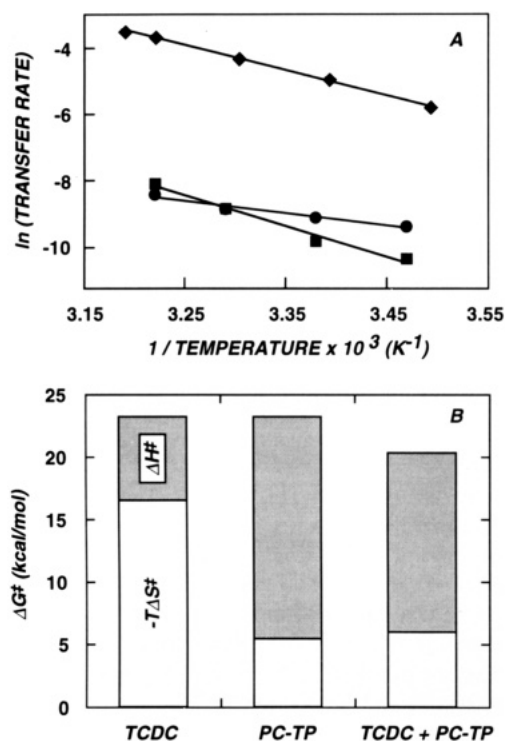 A
-4
-6
-8
-10
ln (TRANSFER RATE)
3.15 3.25 3.35 3.45 3.55
1 / TEMPERATURE x 10³ (K⁻¹)
B
25
20
15
10
5
0
ΔG‡ (kcal/mol)
ΔH‡
-TΔS‡
TCDC PC-TP TCDC + PC-TP